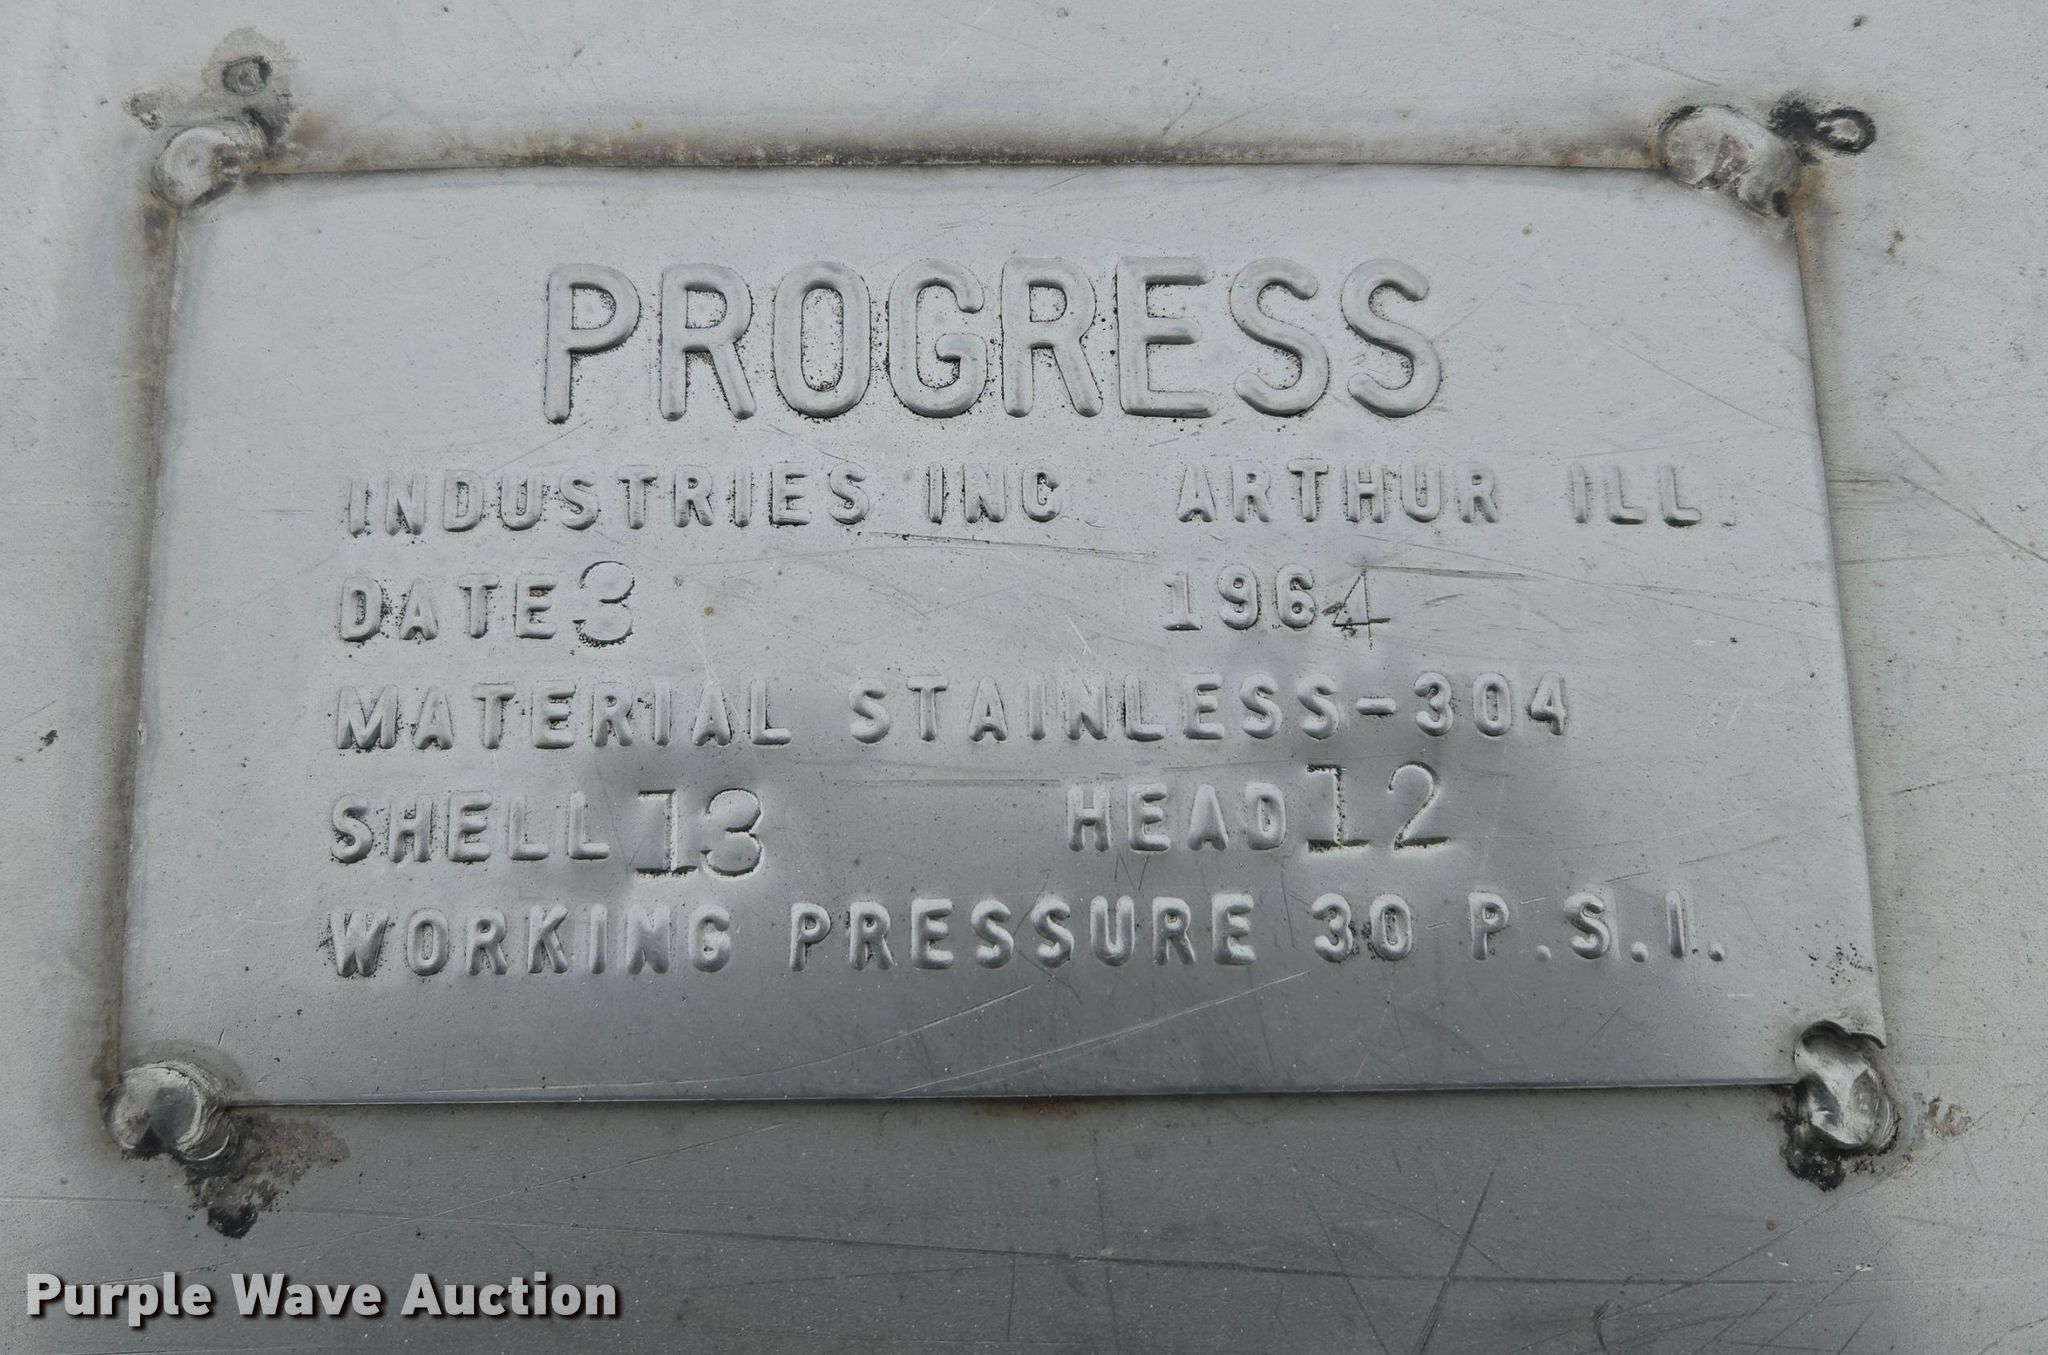 PROGRESS
INDUSTRIES INC. ARTHUR ILL.
DATE 3 1964
MATERIAL STAINLESS-304
SHELL 13 HEAD 12
WORKING PRESSURE 30 P.S.I.
Purple Wave Auction